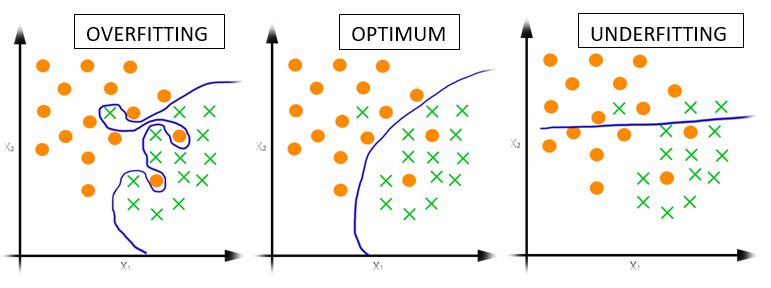 OVERFITTING
OPTIMUM
UNDERFITTING
X₂
X₂
X₂
X₁
X₁
X₁